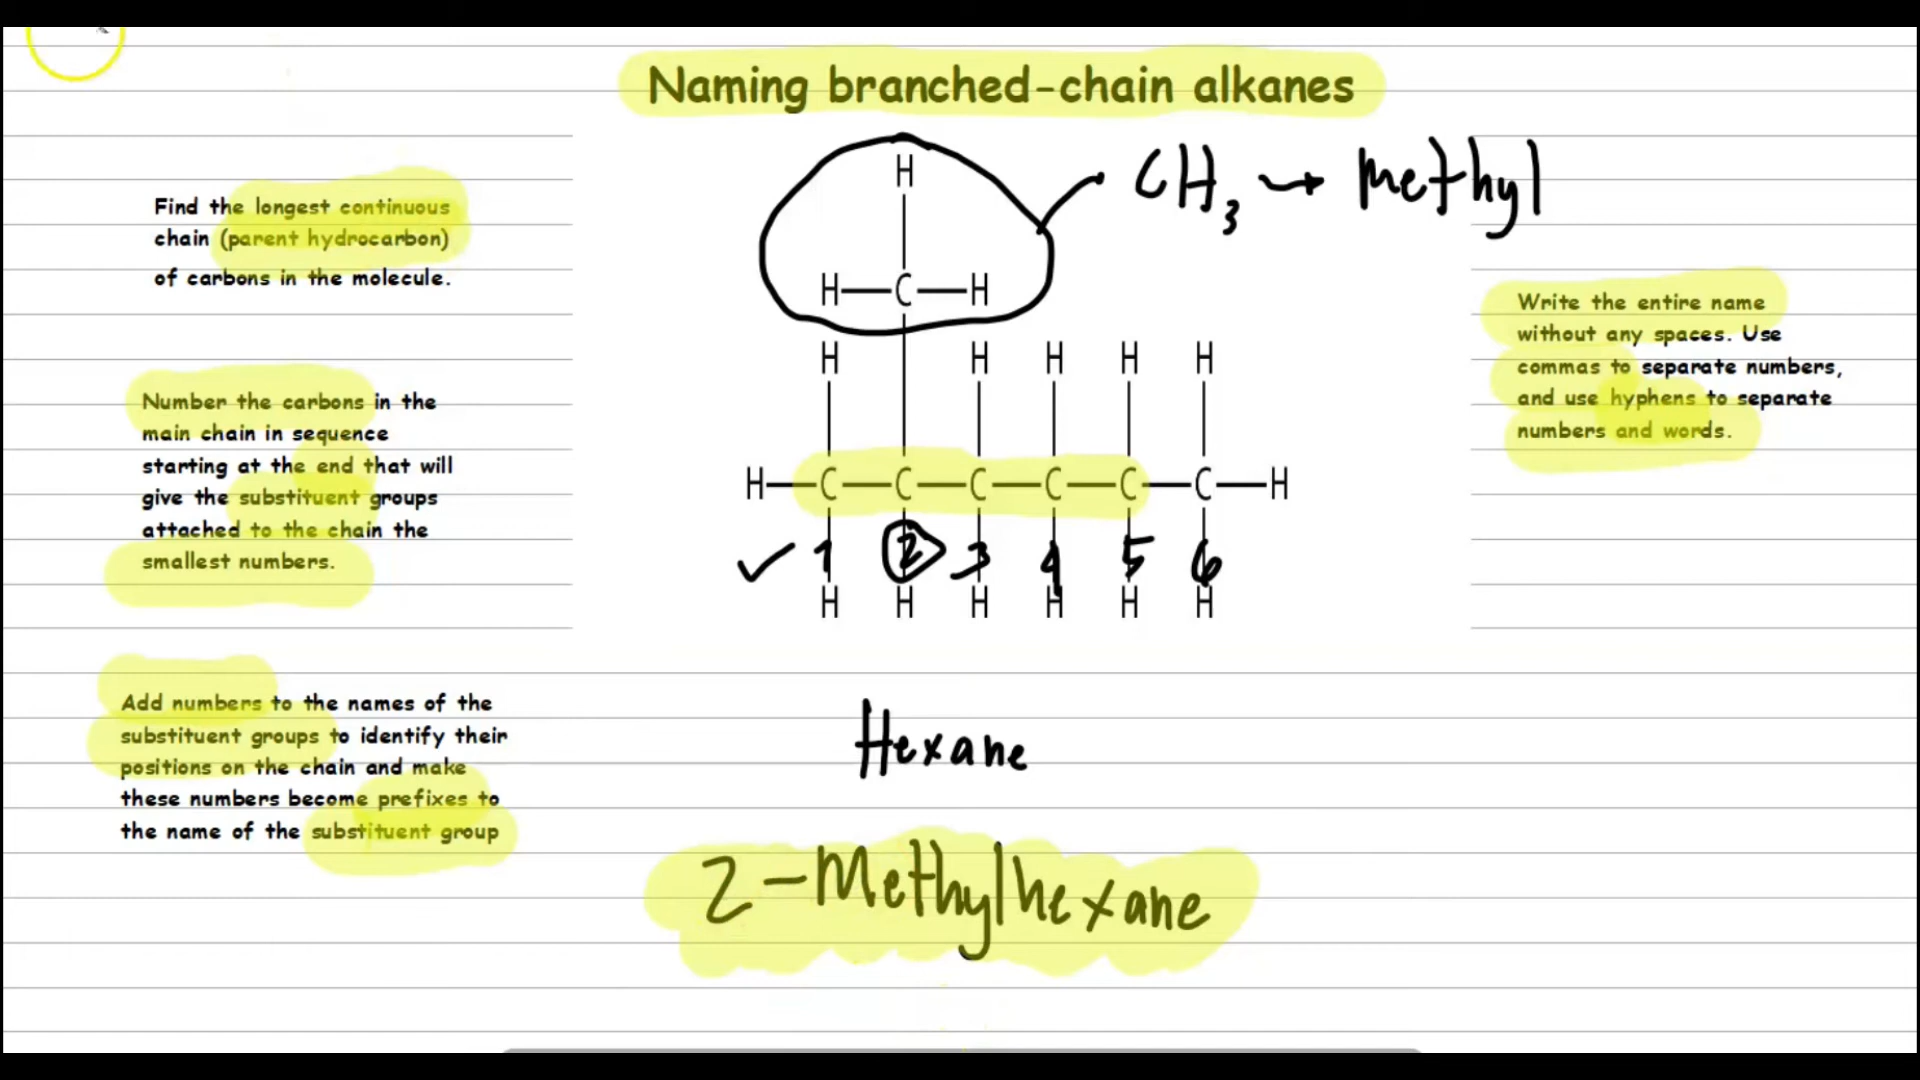 Naming branched-chain alkanes
Find the longest continuous
chain (parent hydrocarbon)
of carbons in the molecule.
Number the carbons in the
main chain in sequence
starting at the end that will
give the substituent groups
attached to the chain the
smallest numbers.
Add numbers to the names of the
substituent groups to identify their
positions on the chain and make
these numbers become prefixes to
the name of the substituent group
H
H C H
CH₃ → Methyl
H H H H H
H C C C C C C H
✓ 1 2 3 4 5 6
H H H H H H
Hexane
2-Methylhexane
Write the entire name
without any spaces. Use
commas to separate numbers,
and use hyphens to separate
numbers and words.